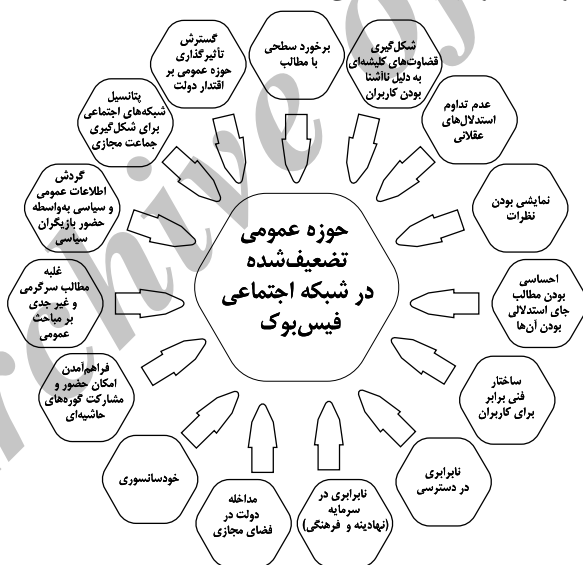 شکل‌گیری
قضاوت‌های کلیشه‌ای
به دلیل ناآشنا
بودن کاربران
عدم تداوم
استدلال‌های
عقلانی
نمایشی بودن
نظرات
احساسی
بودن مطالب
جای استدلالی
بودن آن‌ها
ساختار
فنی برابر
برای کاربران
نابرابری
در دسترسی
نابرابری در
سرمایه
(نهادینه و فرهنگی)
مداخله
دولت در
فضای مجازی
خودسانسوری
فراهم‌آمدن
امکان حضور و
مشارکت گوره‌های
حاشیه‌ای
غلبه
مطالب سرگرمی
و غیر جدی
بر مباحث
عمومی
گردش
اطلاعات عمومی
و سیاسی به‌واسطه
حضور بازیگران
سیاسی
پتانسیل
شبکه‌های اجتماعی
برای شکل‌گیری
جماعت مجازی
گسترش
تأثیرگذاری
حوزه عمومی بر
اقتدار دولت
برخورد سطحی
با مطالب
حوزه عمومی
تضعیف‌شده
در شبکه اجتماعی
فیس‌بوک